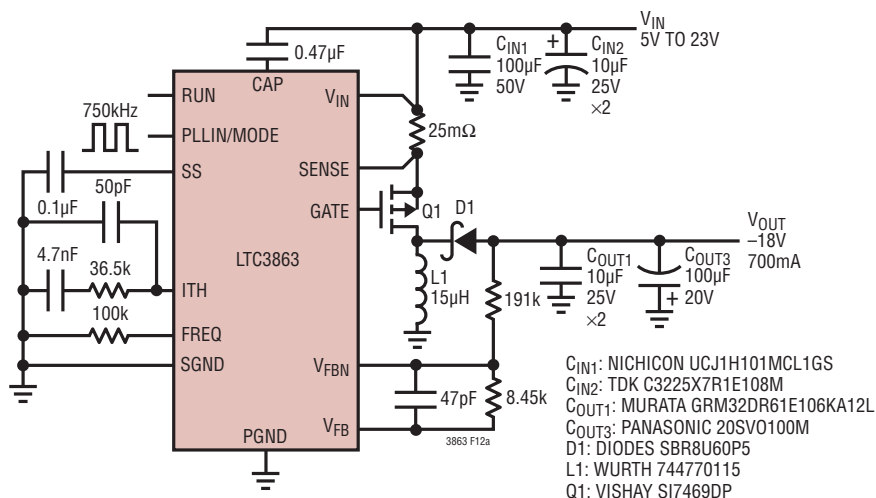 VIN
5V TO 23V
0.47µF
CIN1
100µF
50V
+
CIN2
10µF
25V
×2
CAP
RUN
VIN
750kHz
PLLIN/MODE
25mΩ
SS
SENSE
50pF
0.1µF
GATE
Q1
D1
VOUT
–18V
700mA
LTC3863
4.7nF
36.5k
ITH
L1
15µH
191k
COUT1
10µF
25V
×2
COUT3
100µF
+ 20V
100k
FREQ
SGND
VFBN
47pF
8.45k
VFB
PGND
3863 F12a
CIN1: NICHICON UCJ1H101MCL1GS
CIN2: TDK C3225X7R1E108M
COUT1: MURATA GRM32DR61E106KA12L
COUT3: PANASONIC 20SVO100M
D1: DIODES SBR8U60P5
L1: WURTH 744770115
Q1: VISHAY SI7469DP